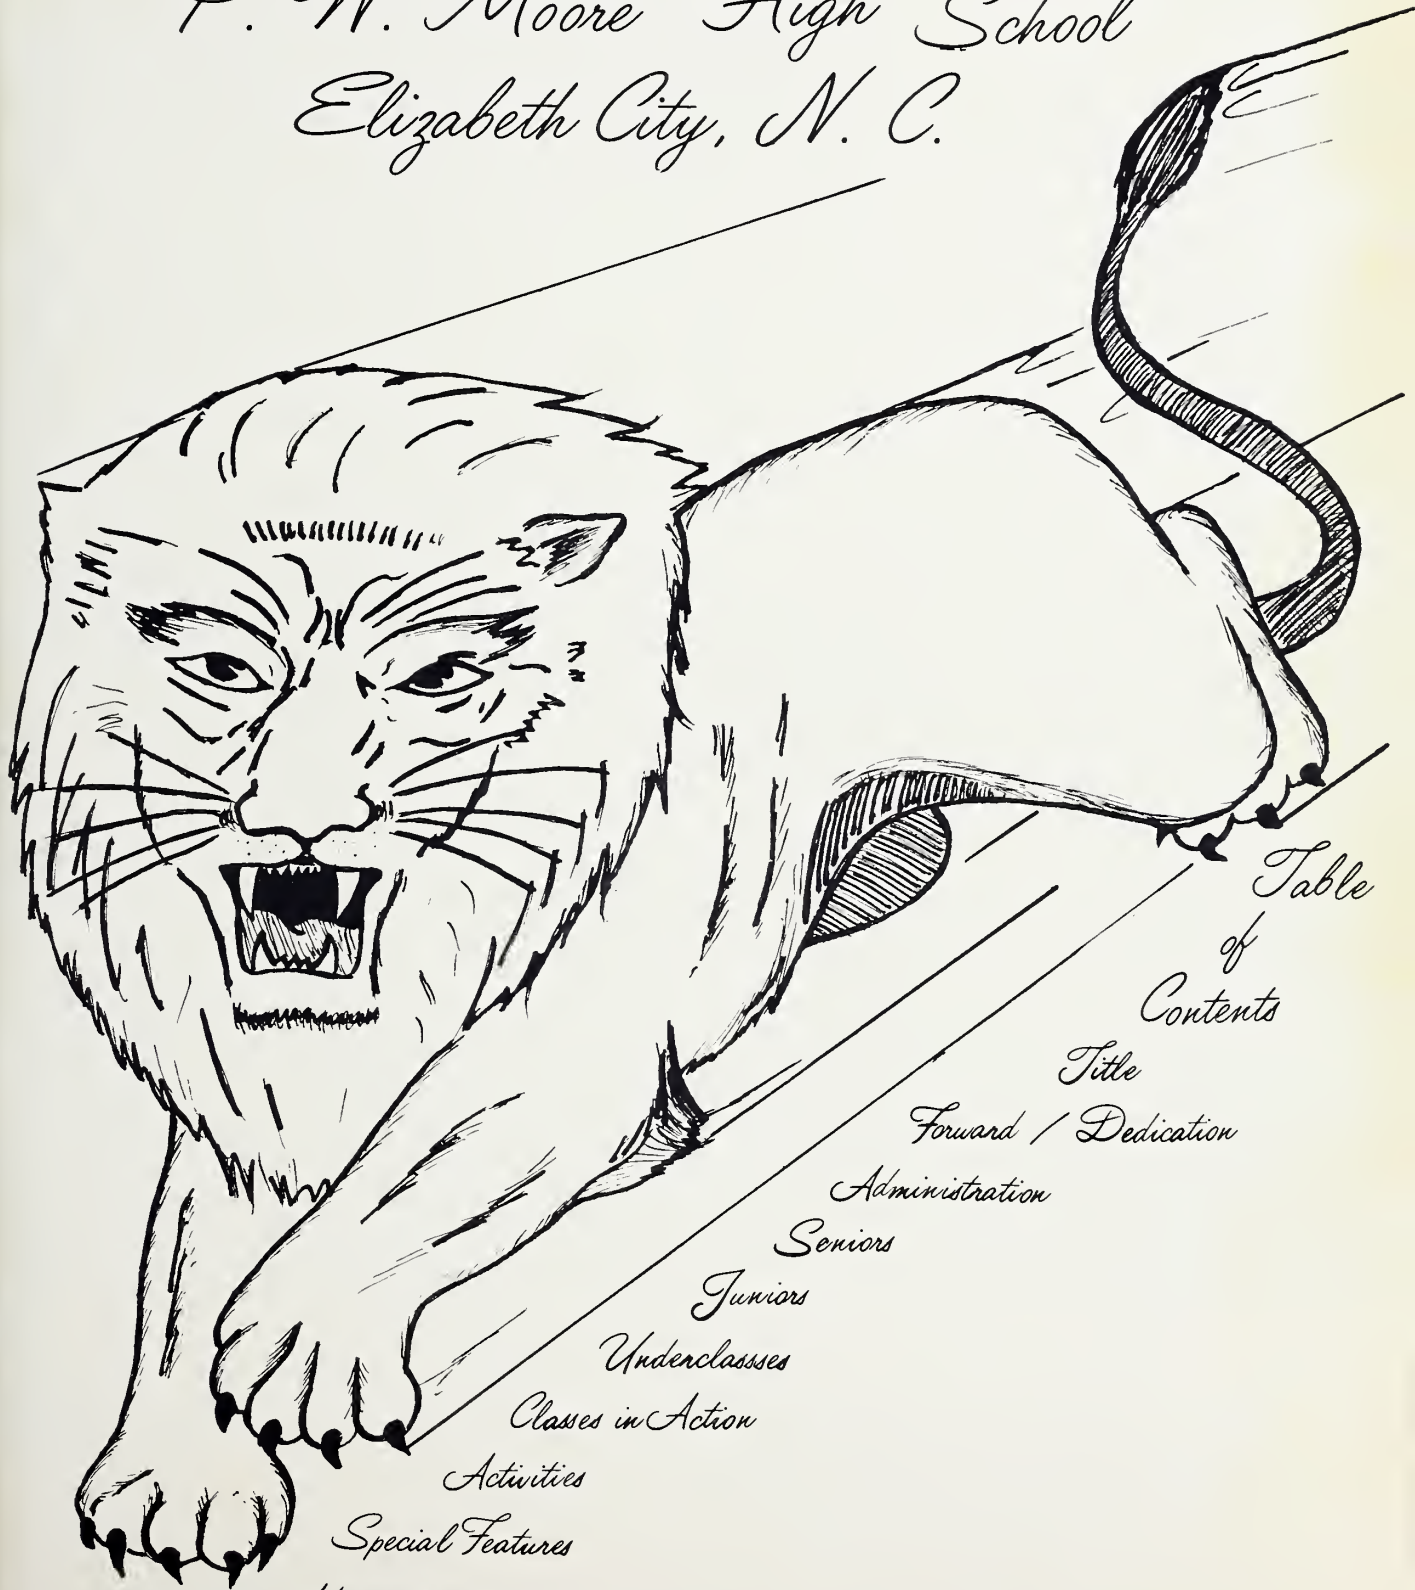 P. W. Moore High School
Elizabeth City, N. C.
Table
of
Contents
Title
Forward / Dedication
Administration
Seniors
Juniors
Underclassses
Classes in Action
Activities
Special Features